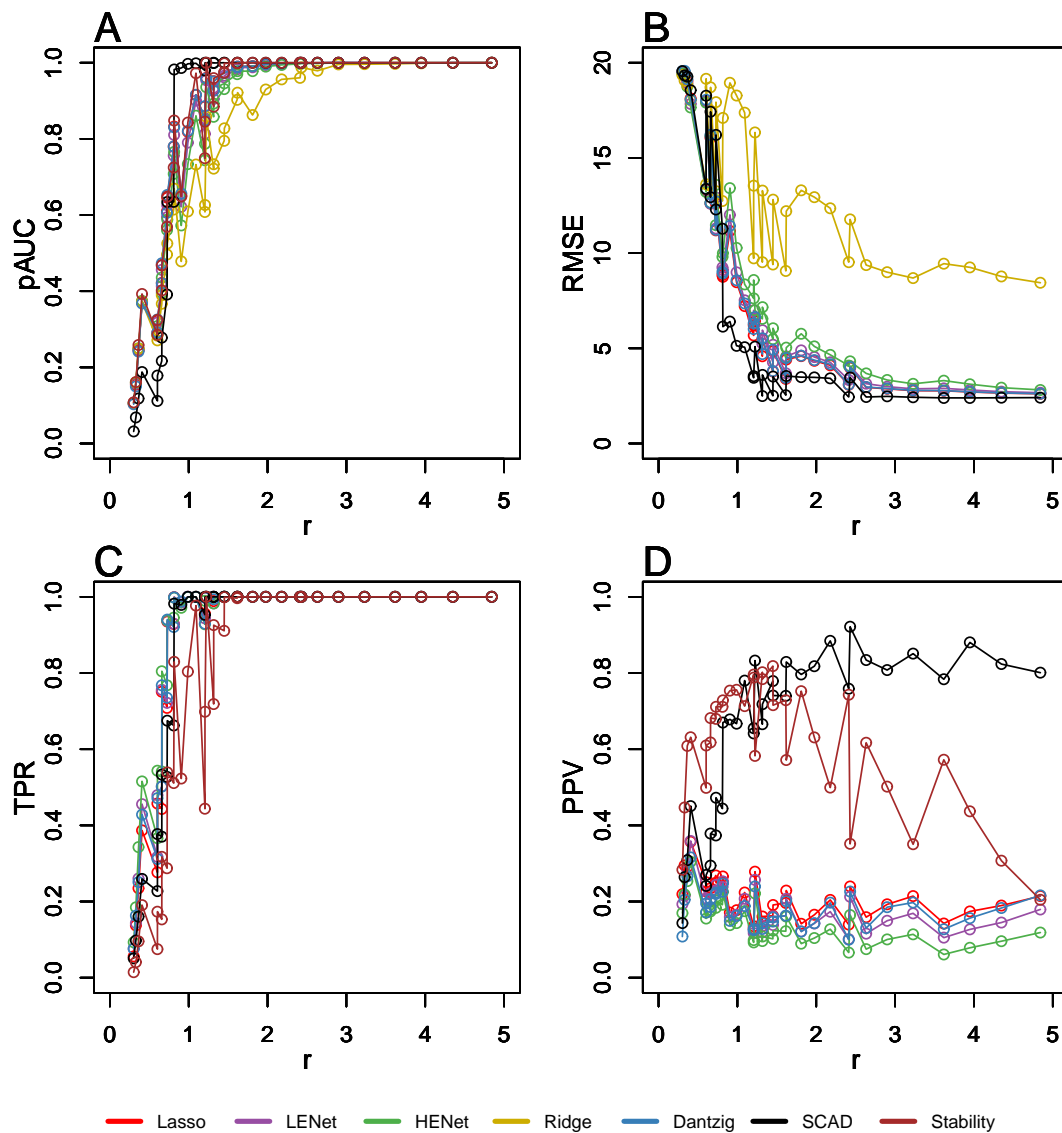 A
pAUC
0.0 0.2 0.4 0.6 0.8 1.0
0 1 2 3 4 5
r
B
RMSE
0 5 10 15 20
0 1 2 3 4 5
r
C
TPR
0.0 0.2 0.4 0.6 0.8 1.0
0 1 2 3 4 5
r
D
PPV
0.0 0.2 0.4 0.6 0.8 1.0
0 1 2 3 4 5
r
Lasso LENet HENet Ridge Dantzig SCAD Stability